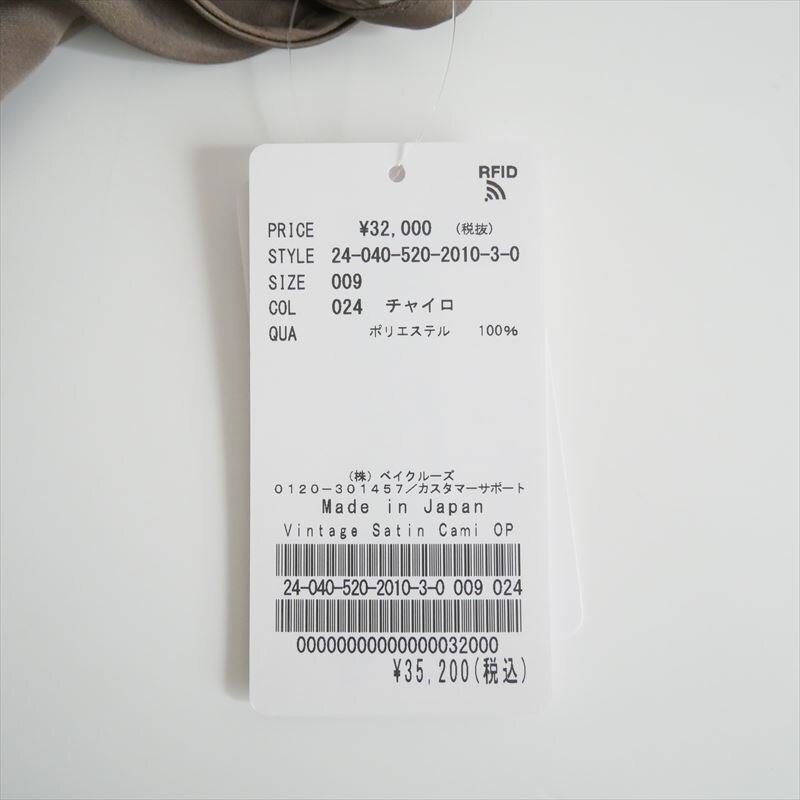 RFID
PRICE ¥32,000 (税抜)
STYLE 24-040-520-2010-3-0
SIZE 009
COL 024 チャイロ
QUA ポリエステル 100%
(株) ベイクルーズ
0120-301457/カスタマーサポート
Made in Japan
Vintage Satin Cami OP
24-040-520-2010-3-0 009 024
00000000000000032000
¥35,200(税込)